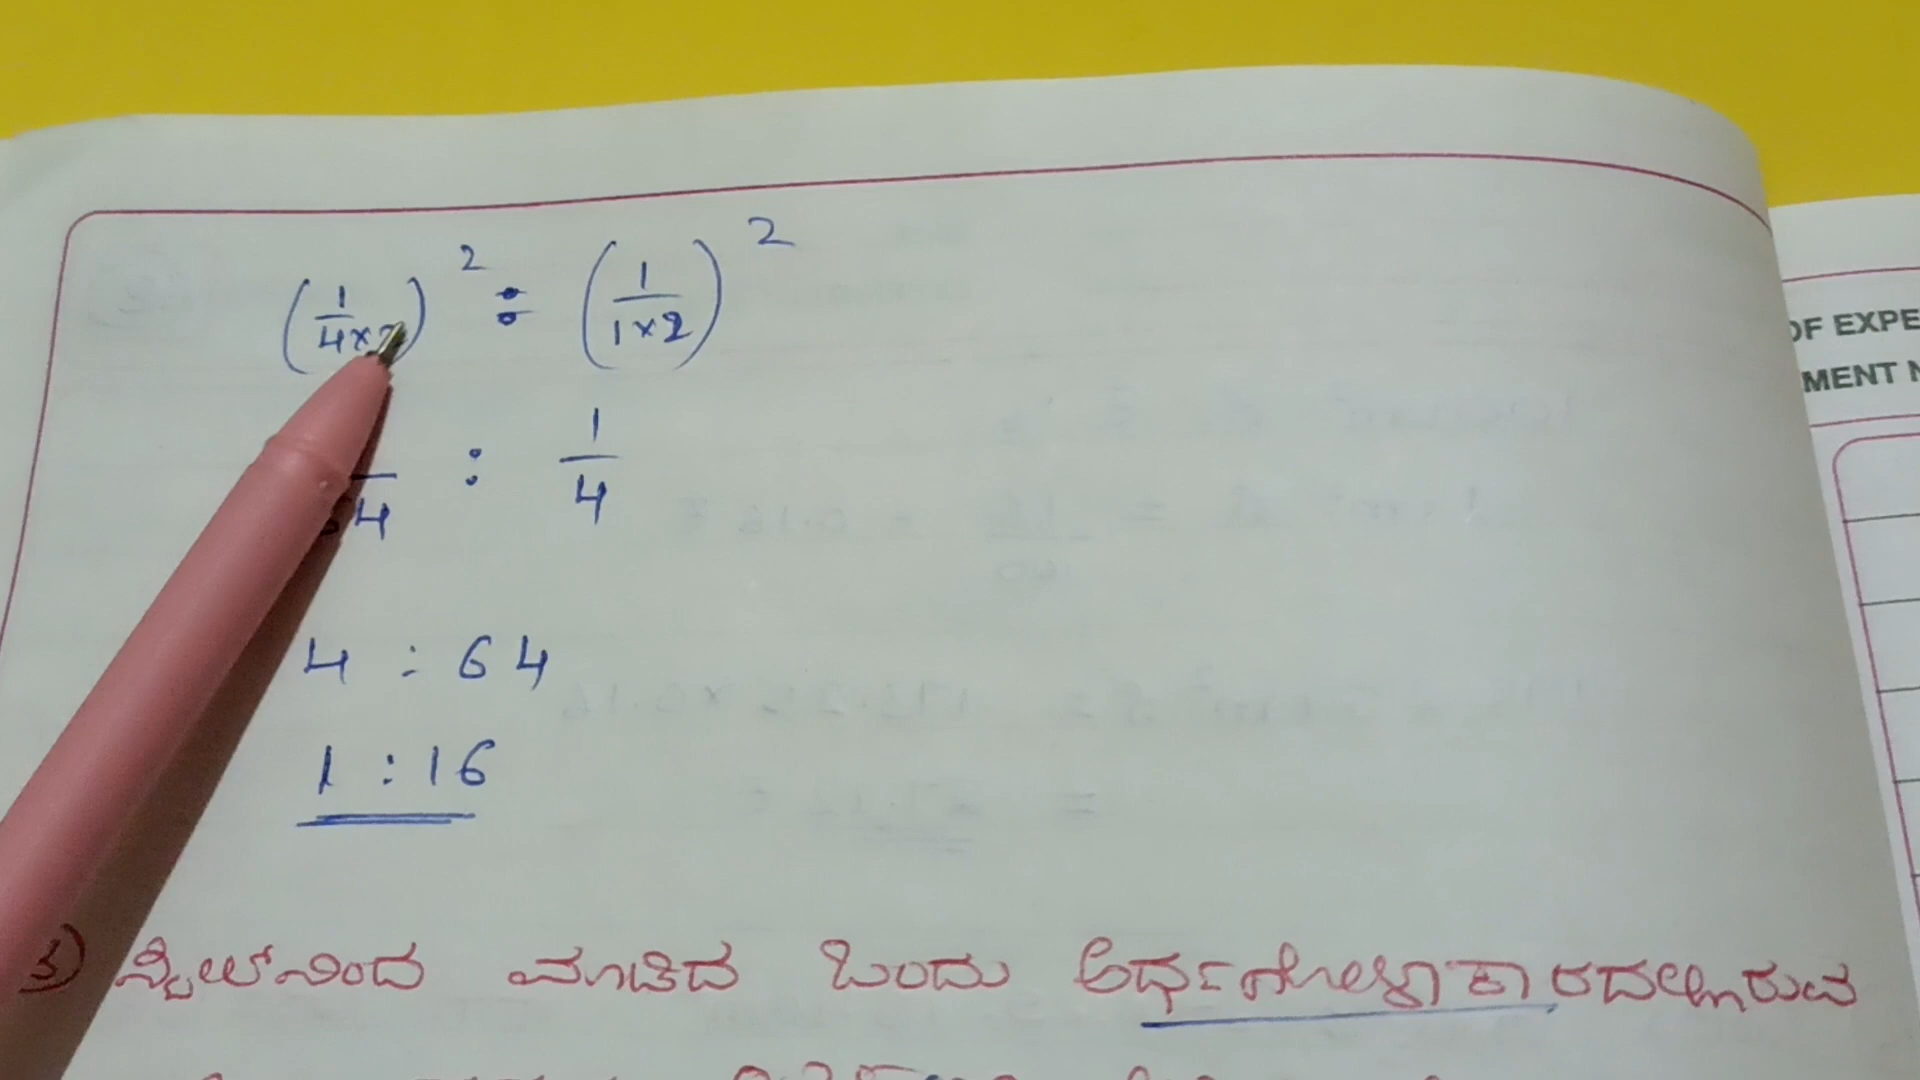 (1/4×2)² ÷ (1/1×2)²
OF EXPE
MENT N
64 : 1/4
4 : 64
1 : 16
3) ಸ್ಟೀಲ್‌ನಿಂದ ಮಾಡಿದ ಒಂದು ಅರ್ಧಗೋಳಾಕಾರದಲ್ಲಿರುವ